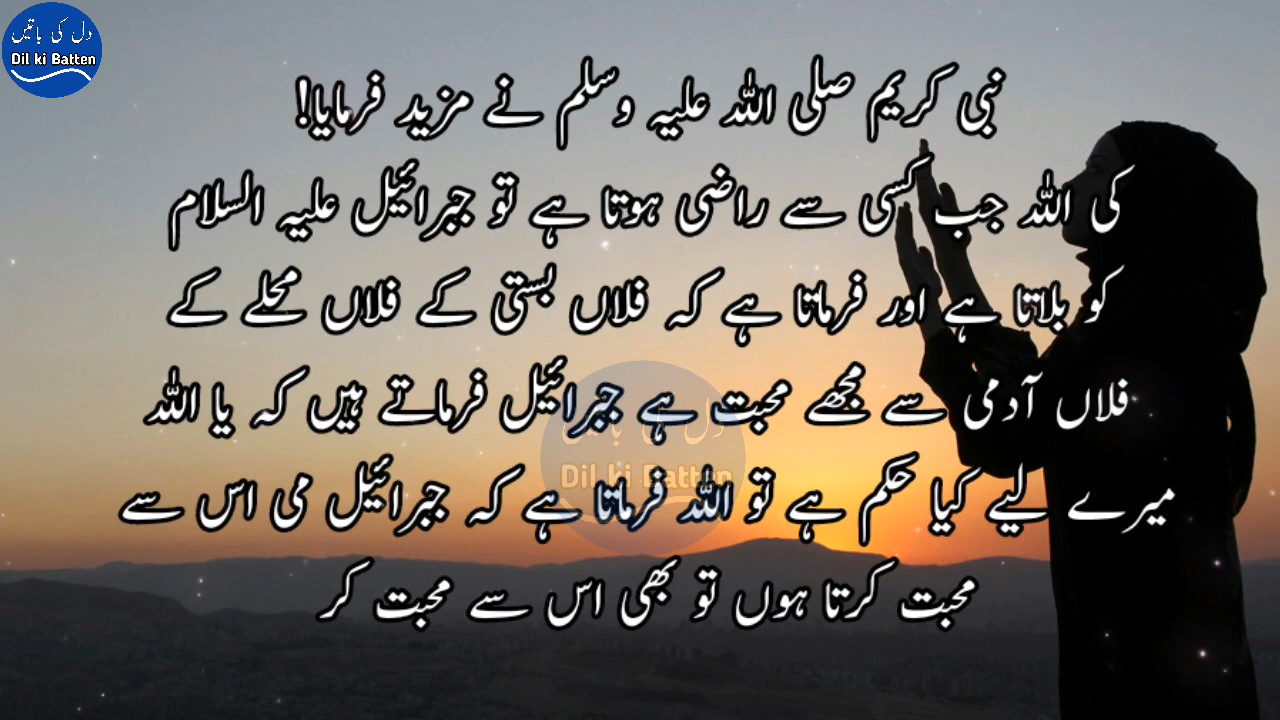 دل کی باتیں
Dil ki Batten
نبی کریم صلی اللہ علیہ وسلم نے مزید فرمایا!
کی اللہ جب کسی سے راضی ہوتا ہے تو جبرائیل علیہ السلام
کو بلاتا ہے اور فرماتا ہے کہ فلاں بستی کے فلاں محلے کے
فلاں آدمی سے مجھے محبت ہے جبرائیل فرماتے ہیں کہ یا اللہ
میرے لیے کیا حکم ہے تو اللہ فرماتا ہے کہ جبرائیل می اس سے
محبت کرتا ہوں تو بھی اس سے محبت کر
دل کی باتیں
Dil ki Batten